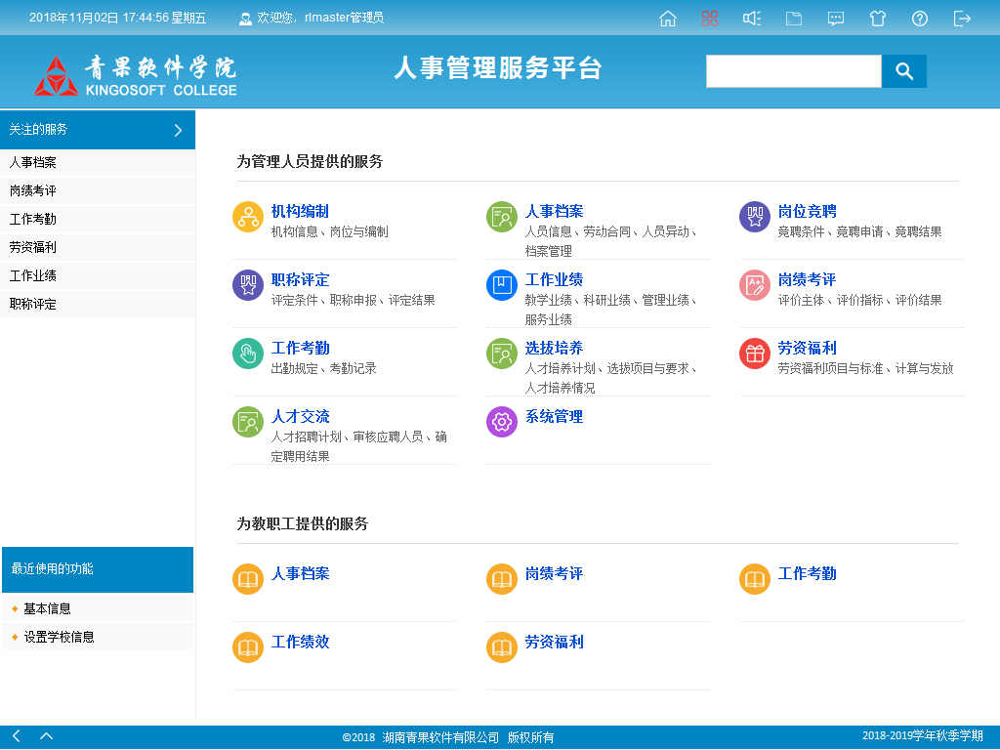 2018年11月02日 17:44:56 星期五
欢迎您，rlmaster管理员
青果软件学院
KINGOSOFT COLLEGE
人事管理服务平台
关注的服务
人事档案
岗绩考评
工作考勤
劳资福利
工作业绩
职称评定
为管理人员提供的服务
机构编制
机构信息、岗位与编制
人事档案
人员信息、劳动合同、人员异动、
档案管理
岗位竞聘
竞聘条件、竞聘申请、竞聘结果
职称评定
评定条件、职称申报、评定结果
工作业绩
教学业绩、科研业绩、管理业绩、
服务业绩
岗绩考评
评价主体、评价指标、评价结果
工作考勤
出勤规定、考勤记录
选拔培养
人才培养计划、选拔项目与要求、
人才培养情况
劳资福利
劳资福利项目与标准、计算与发放
人才交流
人才招聘计划、审核应聘人员、确
定聘用结果
系统管理
为教职工提供的服务
人事档案
岗绩考评
工作考勤
工作绩效
劳资福利
最近使用的功能
基本信息
设置学校信息
©2018 湖南青果软件有限公司 版权所有
2018-2019学年秋季学期